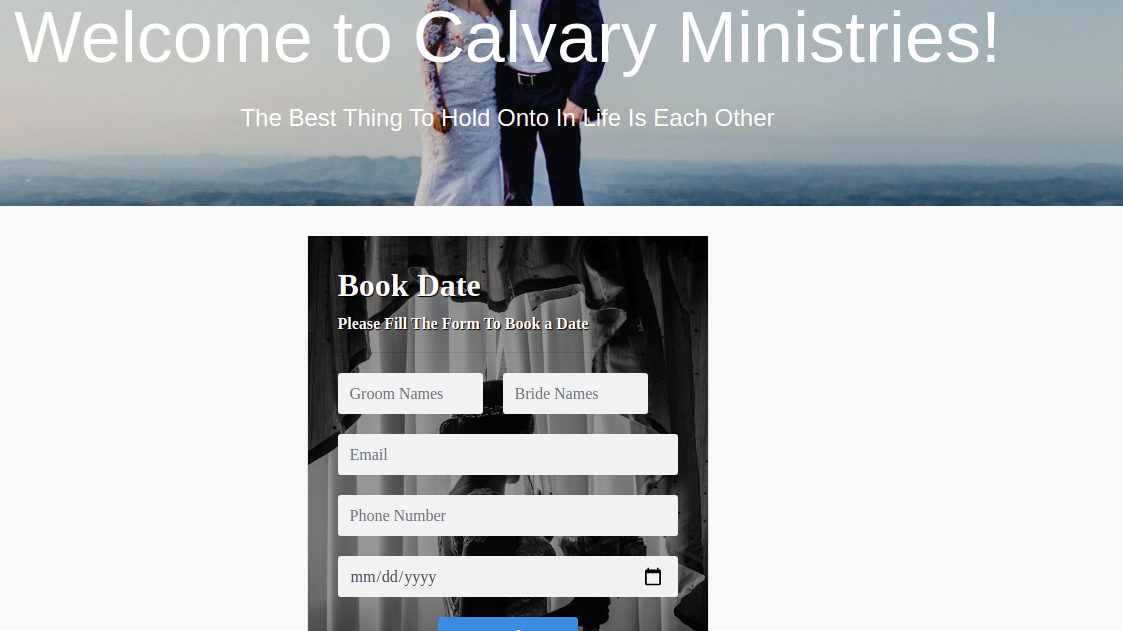 Welcome to Calvary Ministries!
The Best Thing To Hold Onto In Life Is Each Other
Book Date
Please Fill The Form To Book a Date
Groom Names Bride Names
Email
Phone Number
mm/dd/yyyy